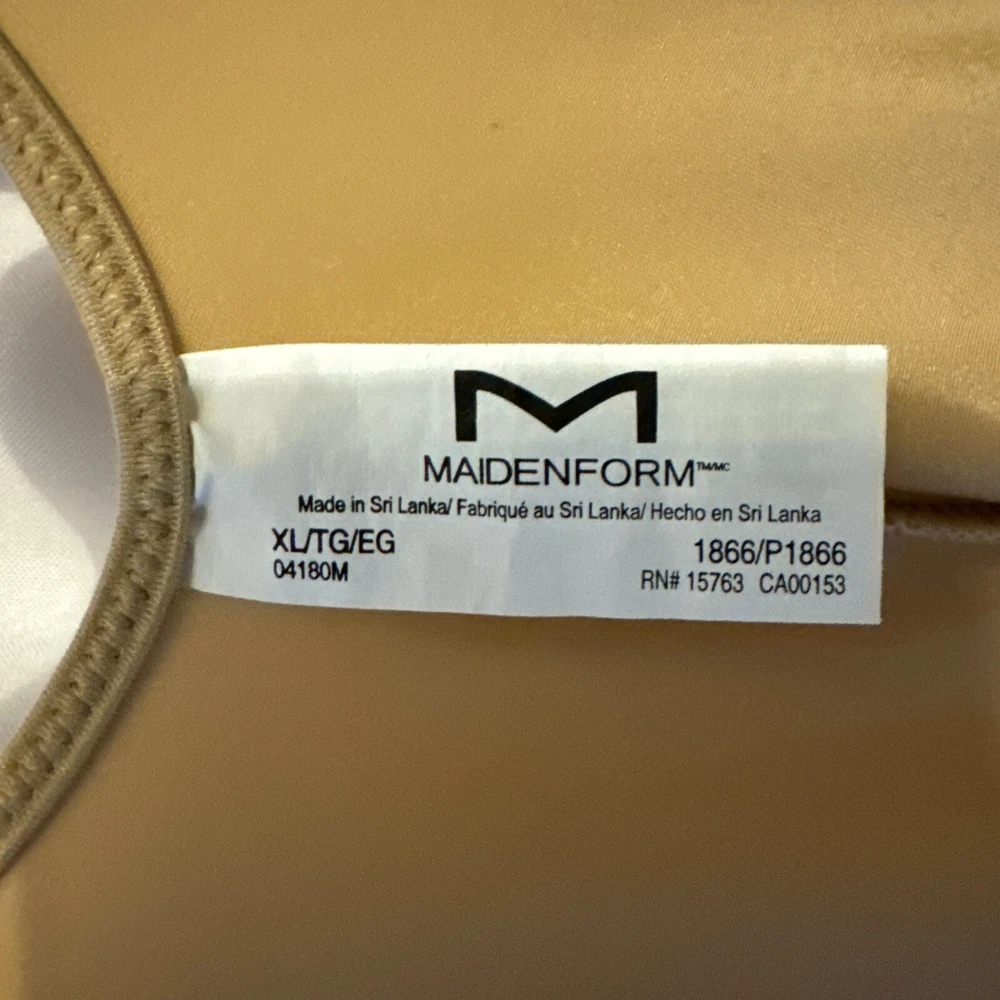 M
MAIDENFORM™/MC
Made in Sri Lanka/ Fabriqué au Sri Lanka/ Hecho en Sri Lanka
XL/TG/EG 1866/P1866
04180M RN# 15763 CA00153